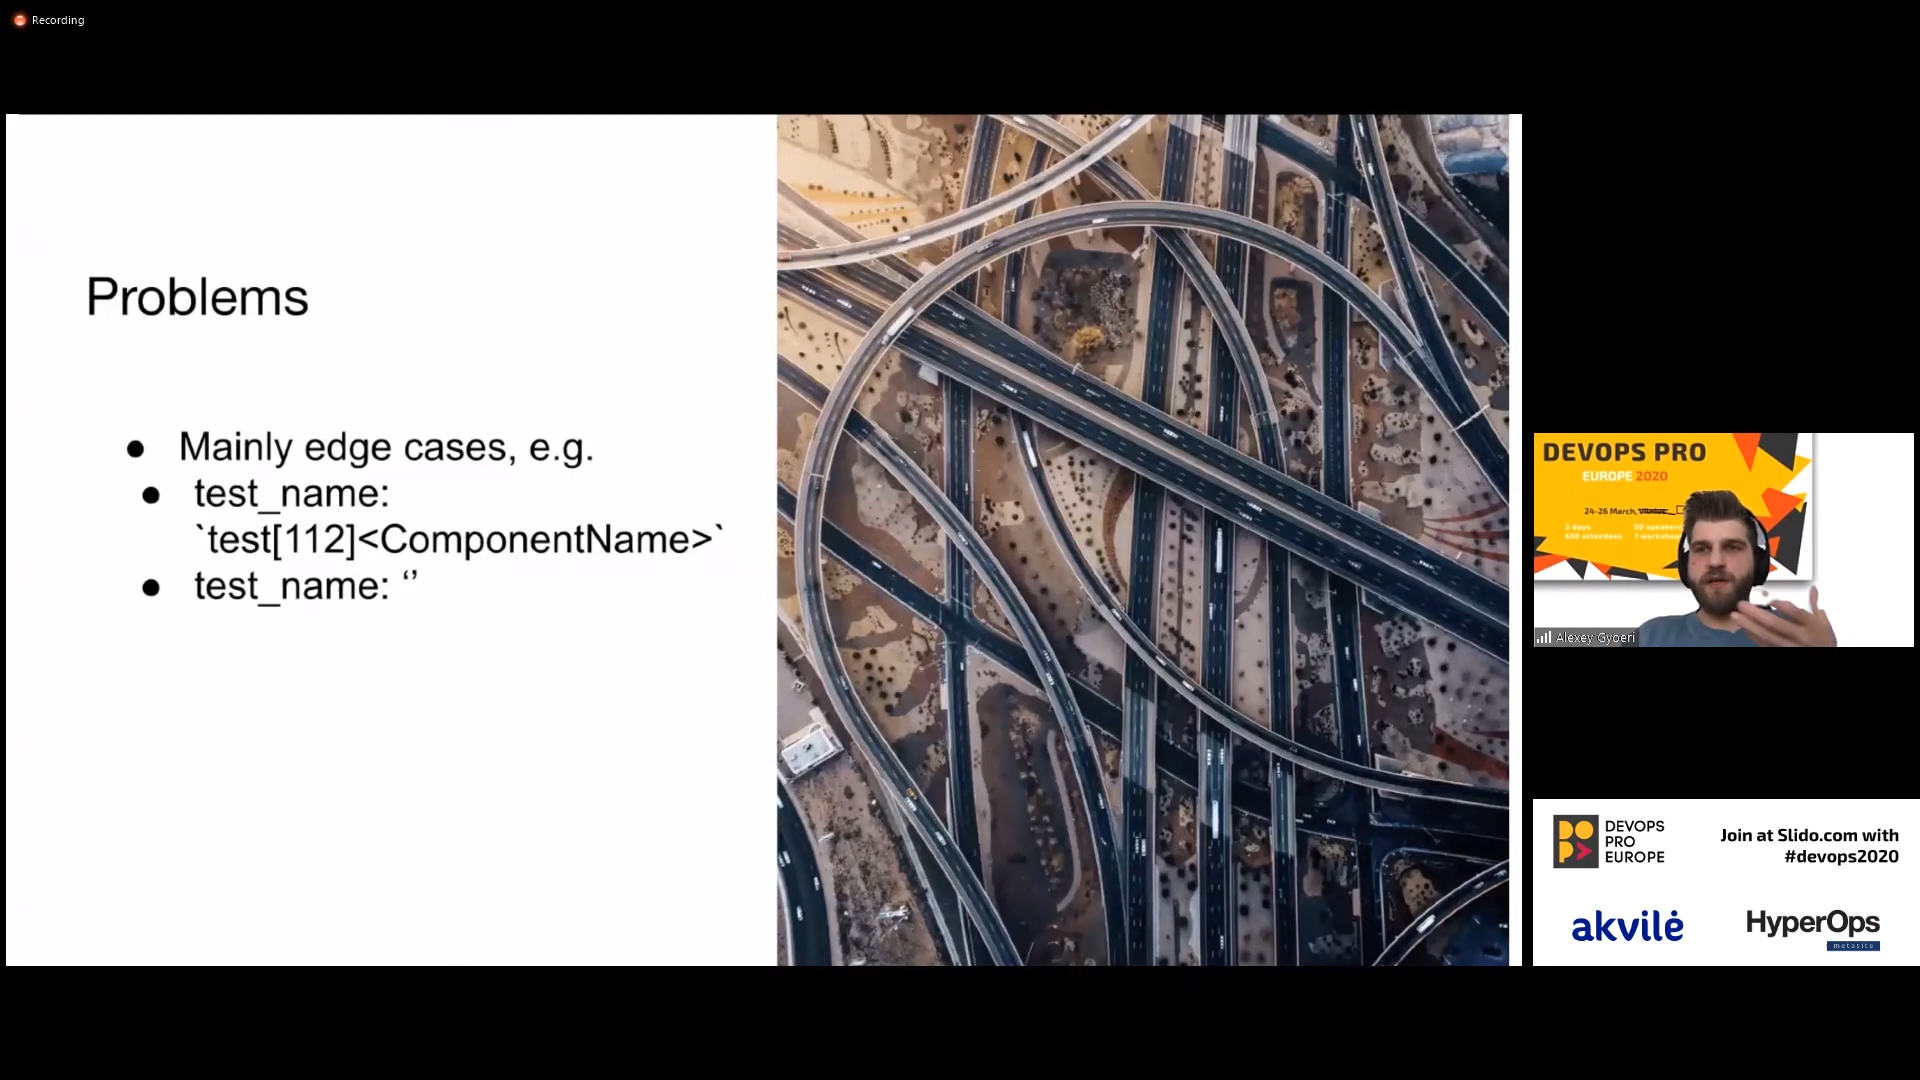 Recording
Problems
● Mainly edge cases, e.g.
● test_name:
`test[112]<ComponentName>`
● test_name: ‘’
DEVOPS PRO
EUROPE 2020
24-26 March, Vilnius
3 days
650 attendees
50 speakers
7 workshop
Alexey Gyoeri
DEVOPS
PRO
EUROPE
Join at Slido.com with
#devops2020
akvilė
HyperOps
metasite